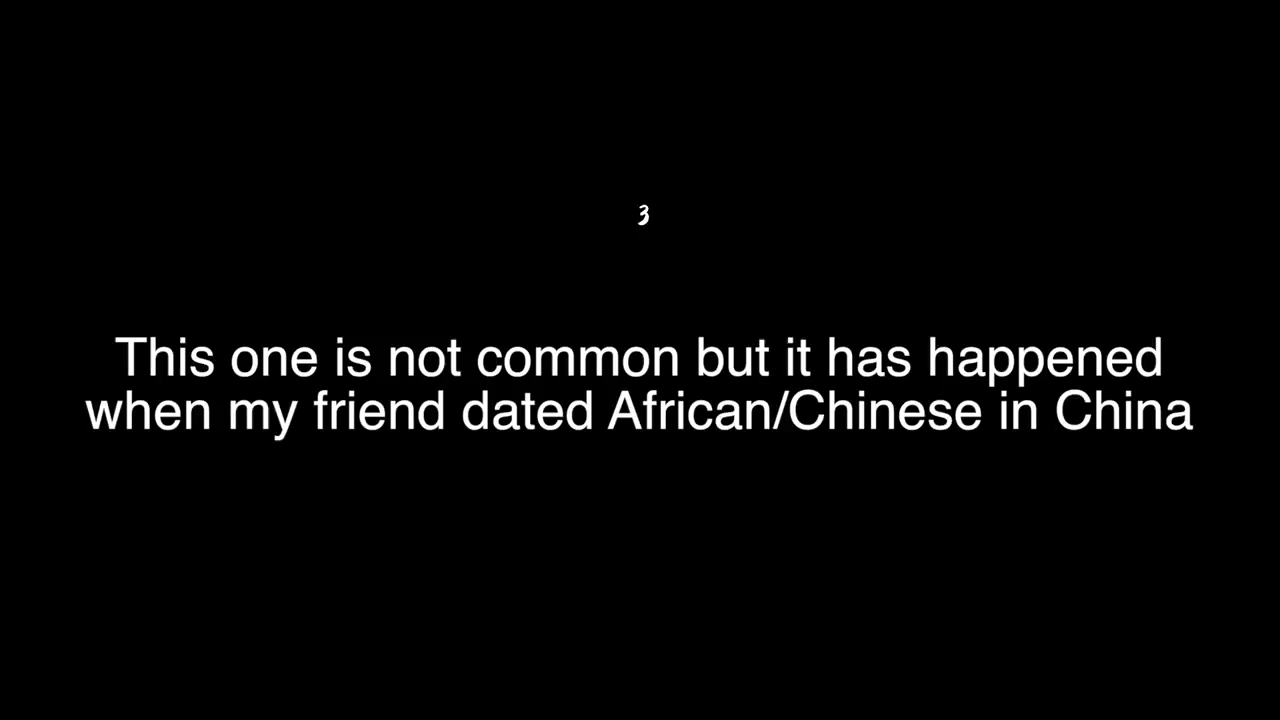 3
This one is not common but it has happened
when my friend dated African/Chinese in China